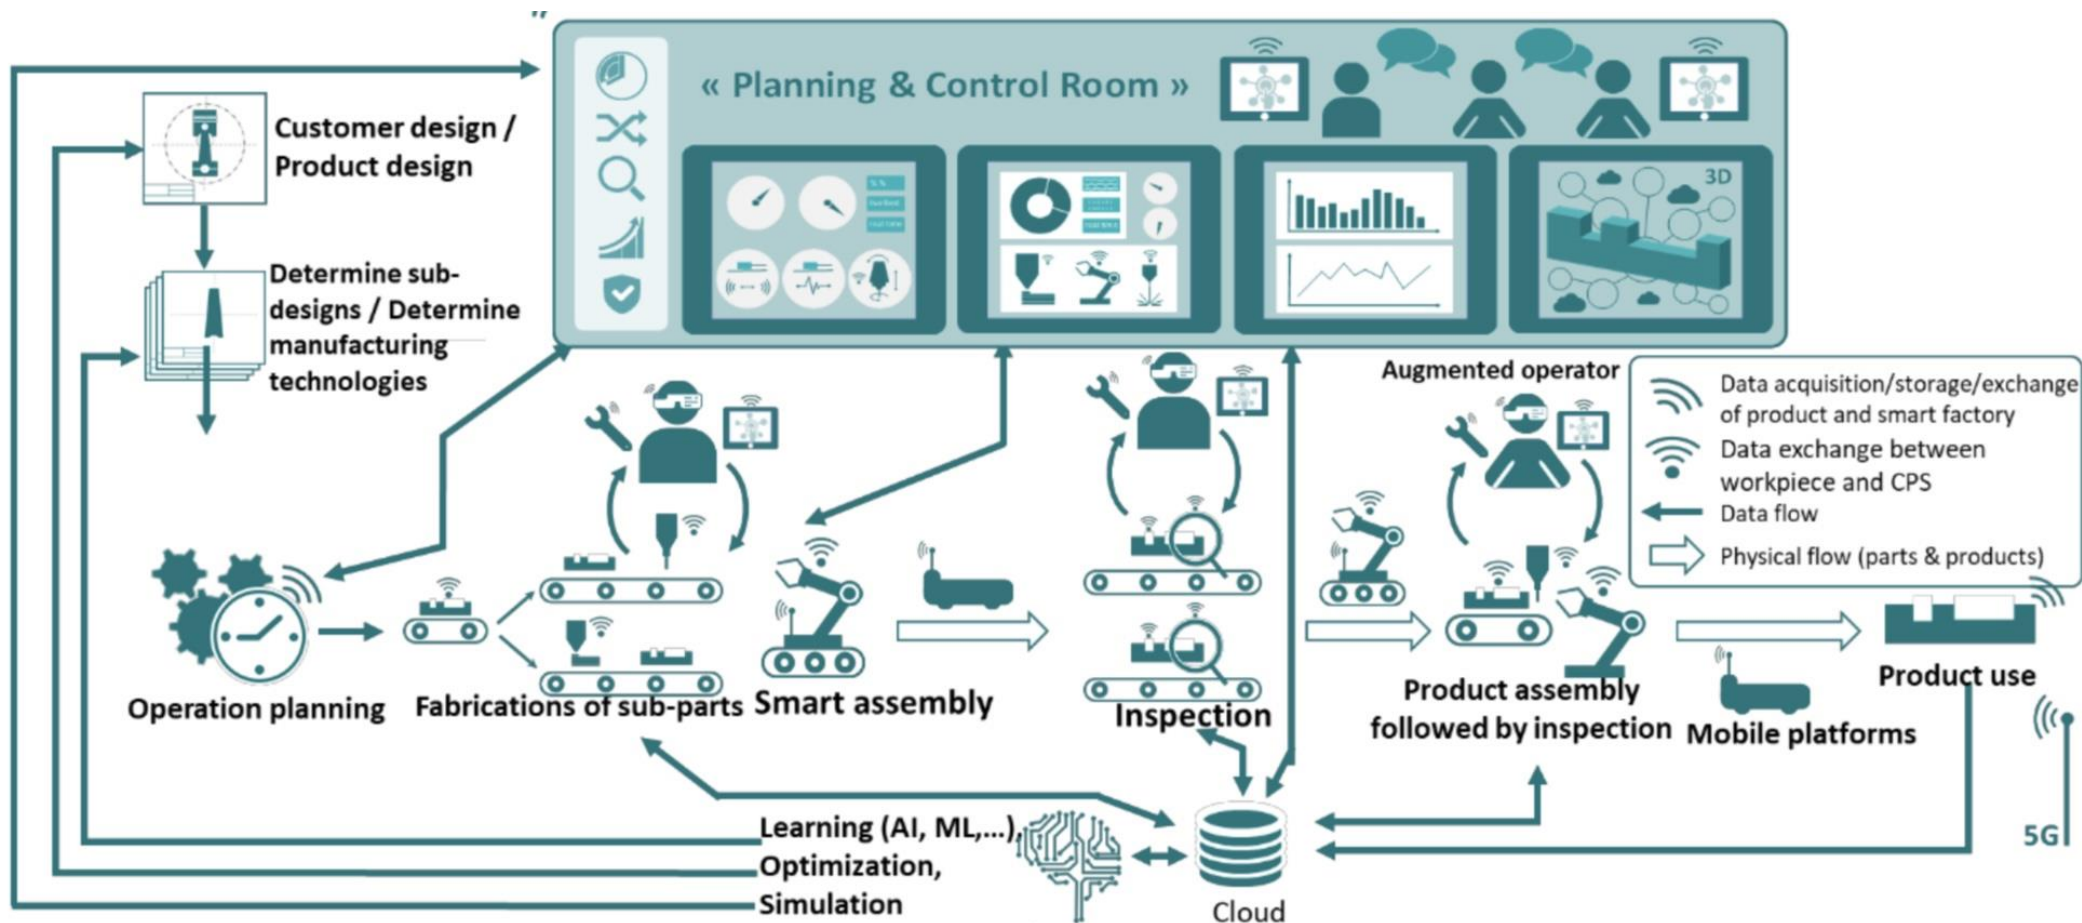 « Planning & Control Room »
Customer design /
Product design
3D
Determine sub-
designs / Determine
manufacturing
technologies
Augmented operator
Data acquisition/storage/exchange
of product and smart factory
Data exchange between
workpiece and CPS
Data flow
Physical flow (parts & products)
Operation planning
Fabrications of sub-parts
Smart assembly
Inspection
Product assembly
followed by inspection
Mobile platforms
Product use
5G
Learning (AI, ML,...),
Optimization,
Simulation
Cloud